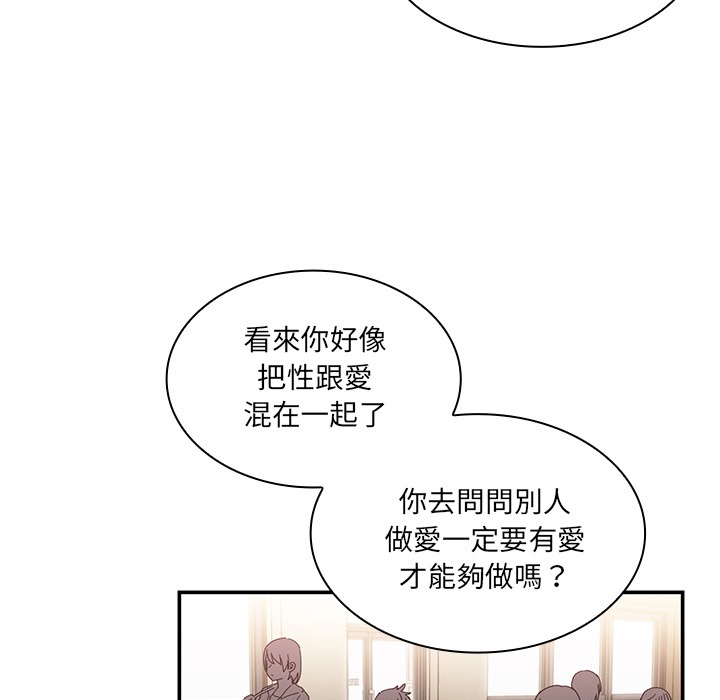 看來你好像
把性跟愛
混在一起了
你去問問別人
做愛一定要有愛
才能夠做嗎？